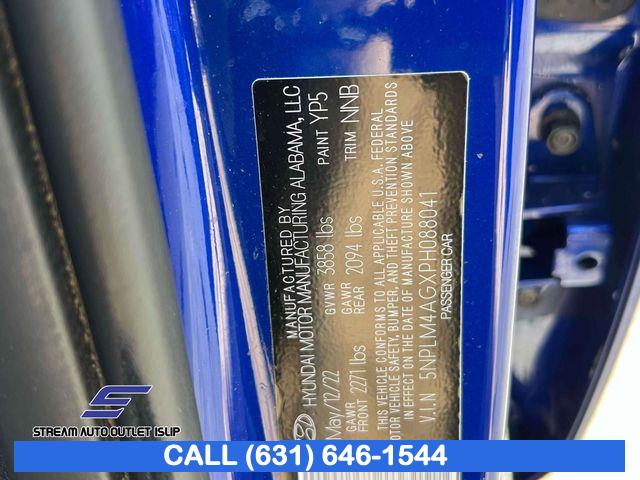 MANUFACTURED BY
HYUNDAI MOTOR MANUFACTURING ALABAMA, LLC
May/12/22 GVWR 3858 lbs PAINT YP5
GAWR FRONT 2271 lbs GAWR REAR 2094 lbs TRIM NNB
THIS VEHICLE CONFORMS TO ALL APPLICABLE U.S.A. FEDERAL
MOTOR VEHICLE SAFETY, BUMPER, AND THEFT PREVENTION STANDARDS
IN EFFECT ON THE DATE OF MANUFACTURE SHOWN ABOVE
V.I.N 5NPLM4AGXPH088041
PASSENGER CAR
STREAM AUTO OUTLET ISLIP
CALL (631) 646-1544